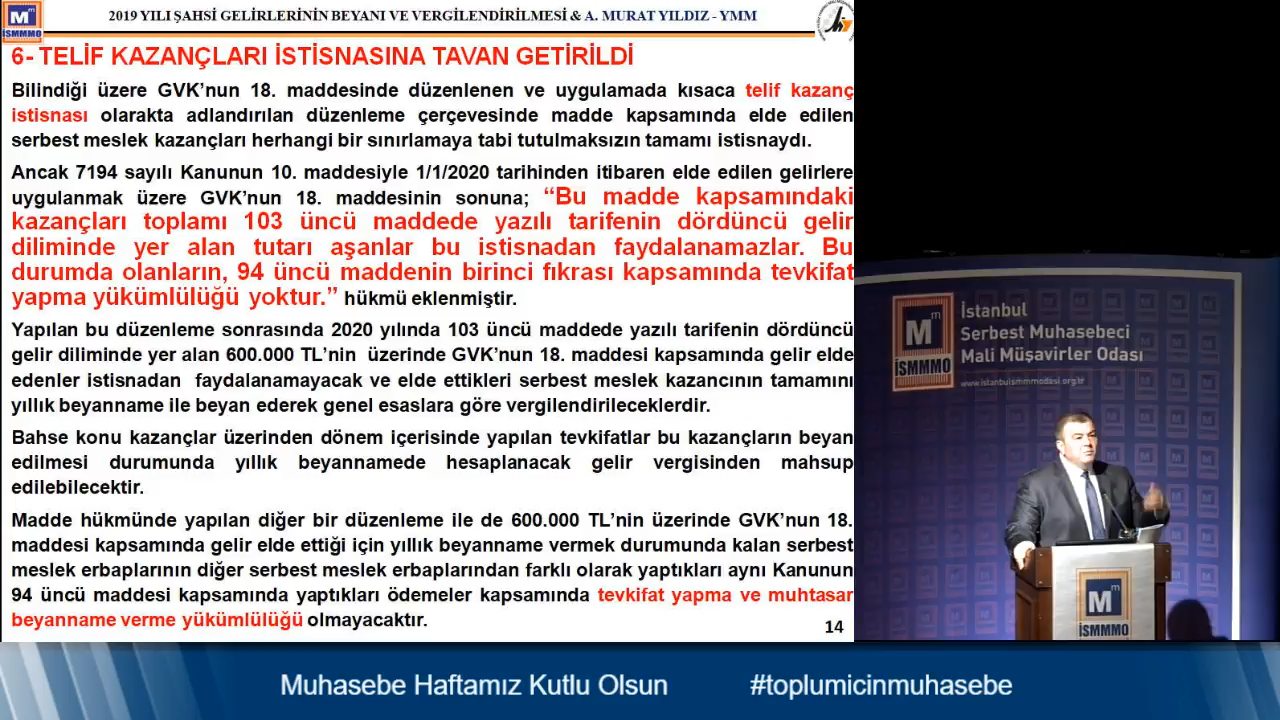 2019 YILI ŞAHSİ GELİRLERİNİN BEYANI VE VERGİLENDİRİLMESİ & A. MURAT YILDIZ - YMM
Mm
İSMMMO
6- TELİF KAZANÇLARI İSTİSNASINA TAVAN GETİRİLDİ
Bilindiği üzere GVK’nun 18. maddesinde düzenlenen ve uygulamada kısaca telif kazanç
istisnası olarakta adlandırılan düzenleme çerçevesinde madde kapsamında elde edilen
serbest meslek kazançları herhangi bir sınırlamaya tabi tutulmaksızın tamamı istisnaydı.
Ancak 7194 sayılı Kanunun 10. maddesiyle 1/1/2020 tarihinden itibaren elde edilen gelirlere
uygulanmak üzere GVK’nun 18. maddesinin sonuna; “Bu madde kapsamındaki
kazançları toplamı 103 üncü maddede yazılı tarifenin dördüncü gelir
diliminde yer alan tutarı aşanlar bu istisnadan faydalanamazlar. Bu
durumda olanların, 94 üncü maddenin birinci fıkrası kapsamında tevkifat
yapma yükümlülüğü yoktur.” hükmü eklenmiştir.
Yapılan bu düzenleme sonrasında 2020 yılında 103 üncü maddede yazılı tarifenin dördüncü
gelir diliminde yer alan 600.000 TL’nin üzerinde GVK’nun 18. maddesi kapsamında gelir elde
edenler istisnadan faydalanamayacak ve elde ettikleri serbest meslek kazancının tamamını
yıllık beyanname ile beyan ederek genel esaslara göre vergilendirileceklerdir.
Bahse konu kazançlar üzerinden dönem içerisinde yapılan tevkifatlar bu kazançların beyan
edilmesi durumunda yıllık beyannamede hesaplanacak gelir vergisinden mahsup
edilebilecektir.
Madde hükmünde yapılan diğer bir düzenleme ile de 600.000 TL’nin üzerinde GVK’nun 18.
maddesi kapsamında gelir elde ettiği için yıllık beyanname vermek durumunda kalan serbest
meslek erbaplarının diğer serbest meslek erbaplarından farklı olarak yaptıkları aynı Kanunun
94 üncü maddesi kapsamında yaptıkları ödemeler kapsamında tevkifat yapma ve muhtasar
beyanname verme yükümlülüğü olmayacaktır.
14
Mm
İSMMMO
İstanbul
Serbest Muhasebeci
Mali Müşavirler Odası
www.istanbulsmmmodasi.org.tr
Mm
İSMMMO
Muhasebe Haftamız Kutlu Olsun
#toplumicinmuhasebe